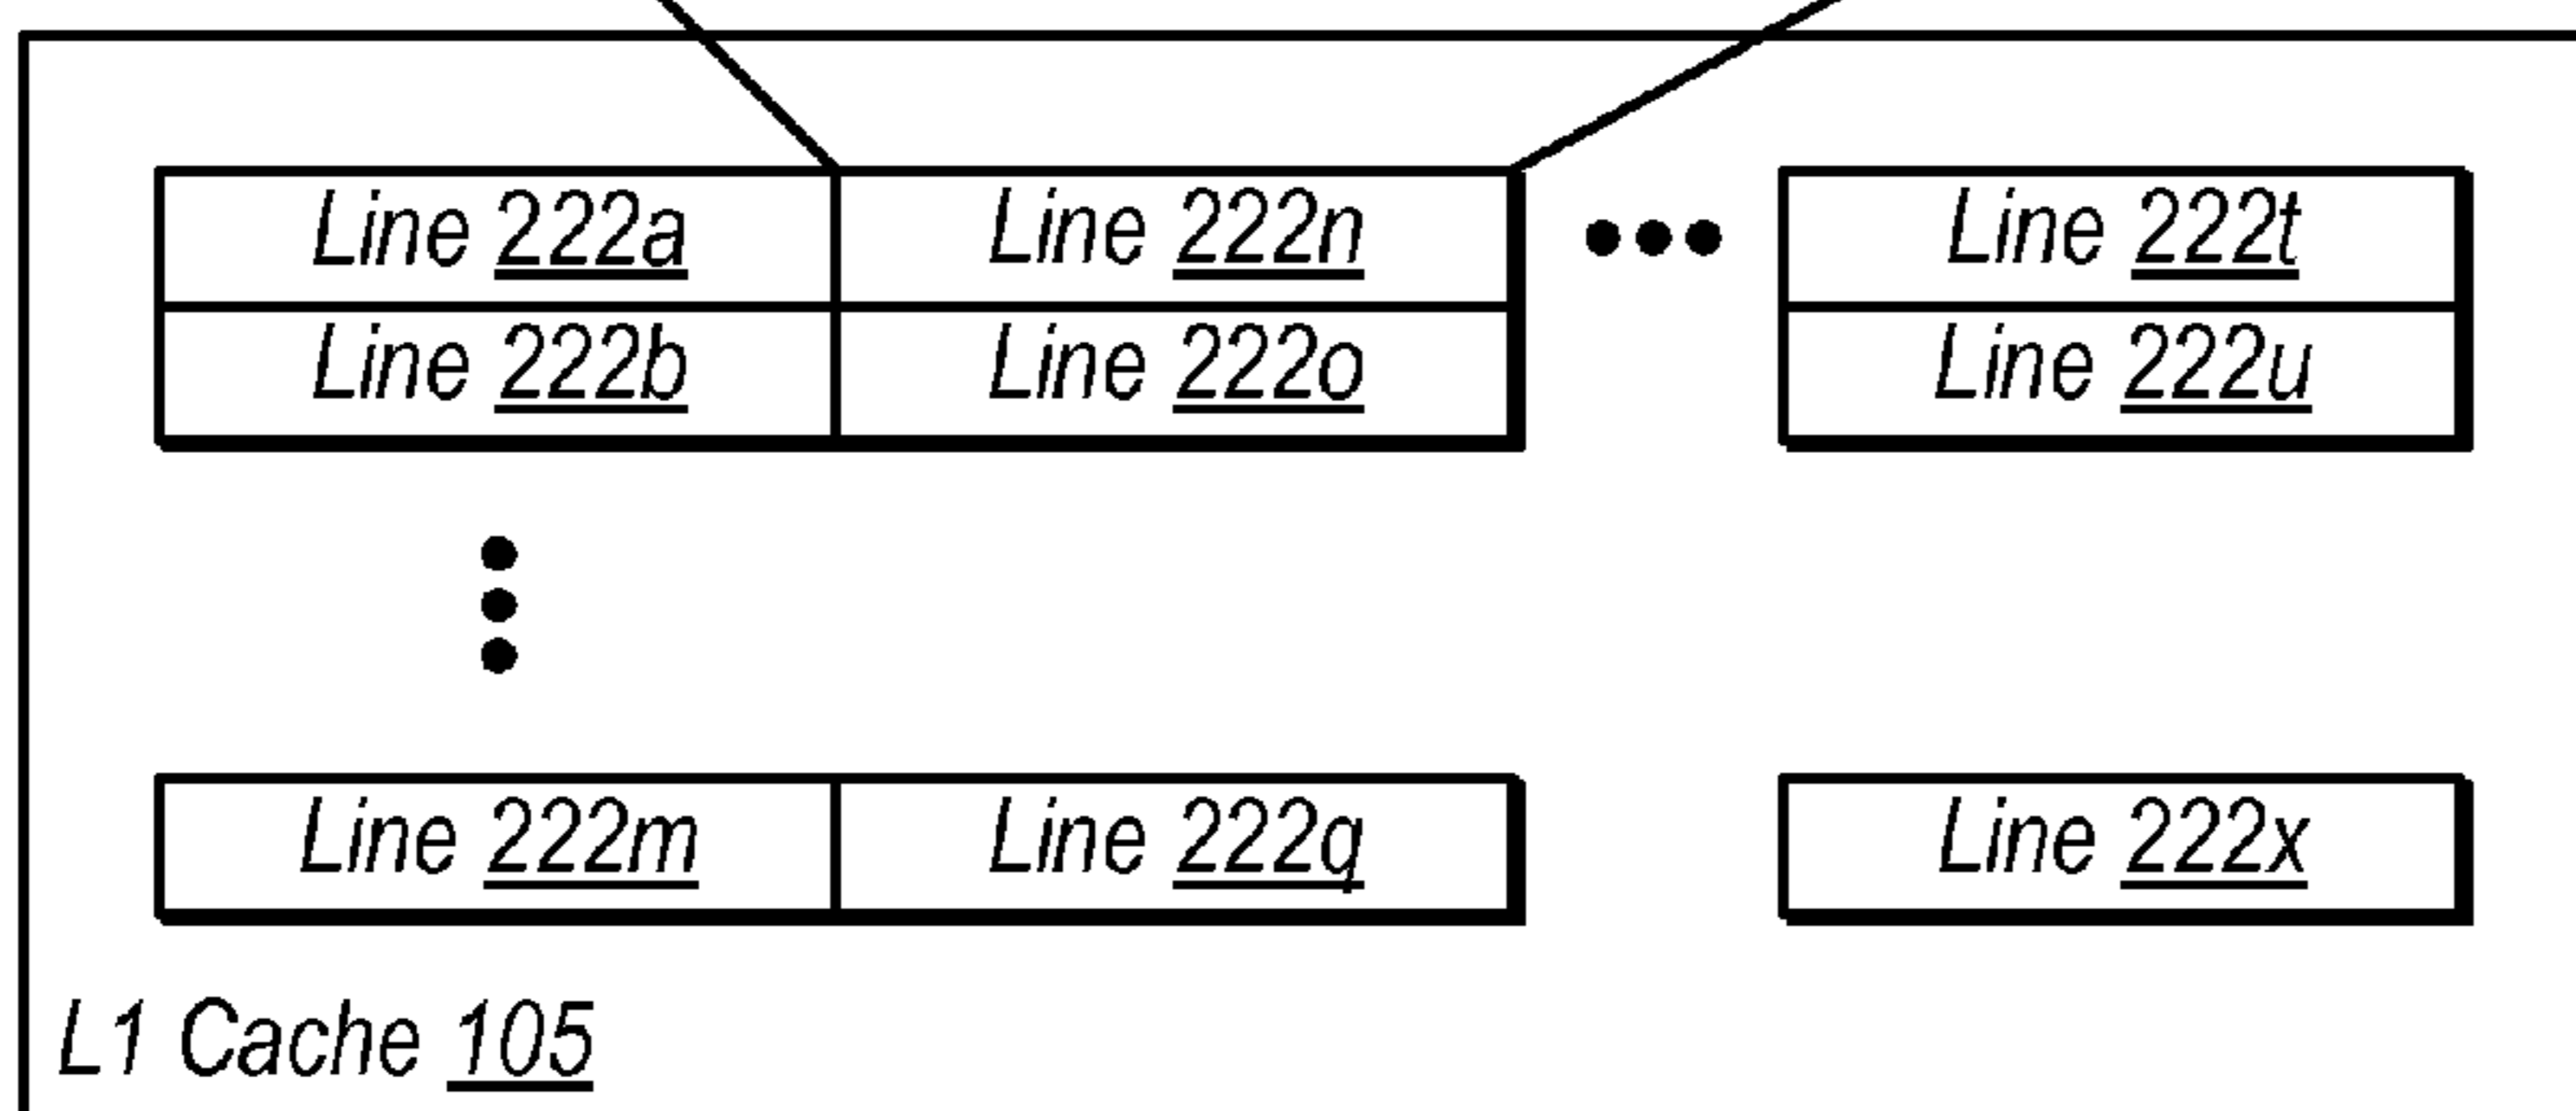 Line 222a Line 222n ••• Line 222t
Line 222b Line 222o Line 222u
Line 222m Line 222q Line 222x
L1 Cache 105